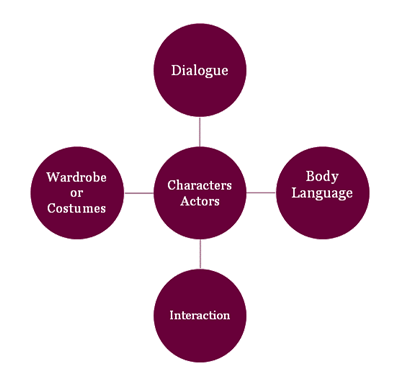 Dialogue
Wardrobe
or
Costumes
Characters
Actors
Body
Language
Interaction